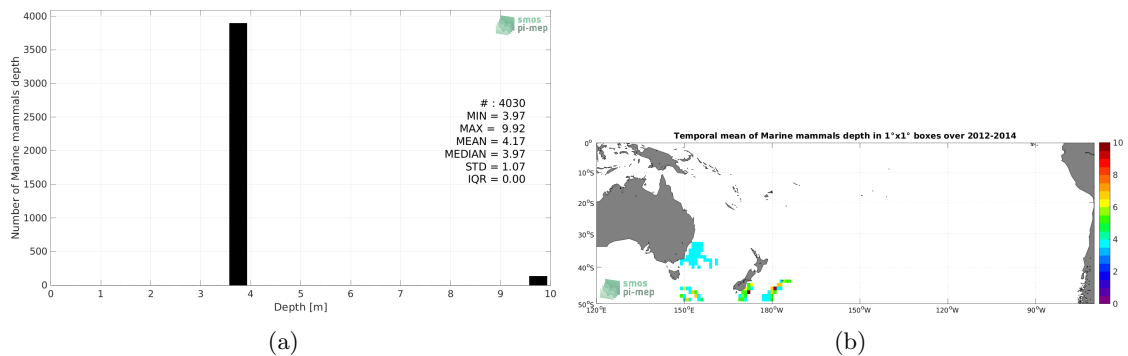 4000
3500
3000
2500
2000
1500
1000
500
0
Number of Marine mammals depth
smos
pi-mep
# : 4030
MIN = 3.97
MAX = 9.92
MEAN = 4.17
MEDIAN = 3.97
STD = 1.07
IQR = 0.00
0 1 2 3 4 5 6 7 8 9 10
Depth [m]
(a)
Temporal mean of Marine mammals depth in 1°x1° boxes over 2012-2014
0°
10°S
20°S
30°S
40°S
50°S
120°E 150°E 180°W 150°W 120°W 90°W
smos
pi-mep
10
8
6
4
2
0
(b)